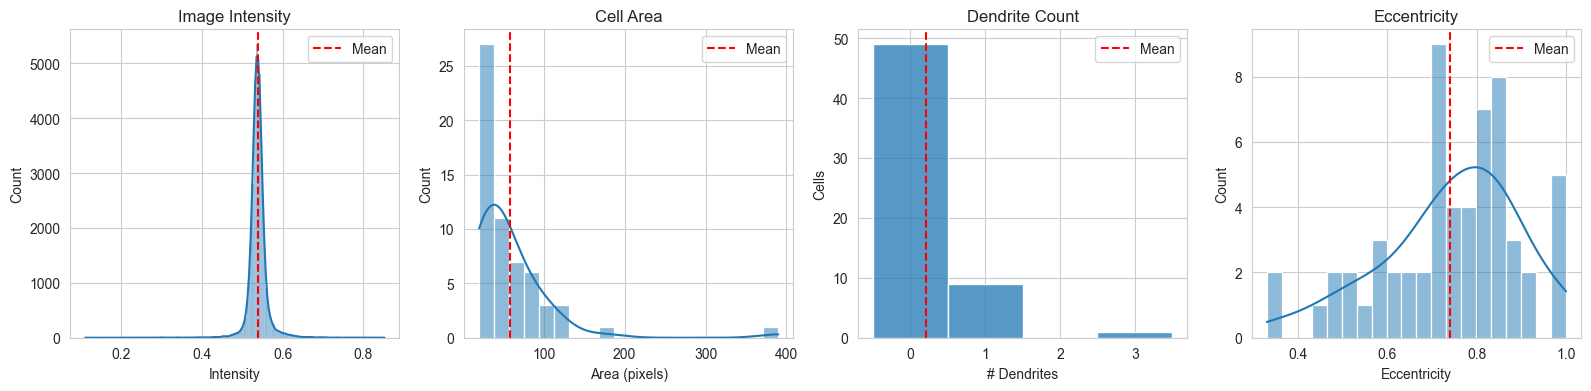 Image Intensity
Mean
5000
4000
3000
2000
1000
0
Count
0.2 0.4 0.6 0.8
Intensity
Cell Area
Mean
25
20
15
10
5
0
Count
100 200 300 400
Area (pixels)
Dendrite Count
Mean
50
40
30
20
10
0
Cells
0 1 2 3
# Dendrites
Eccentricity
Mean
8
6
4
2
0
Count
0.4 0.6 0.8 1.0
Eccentricity